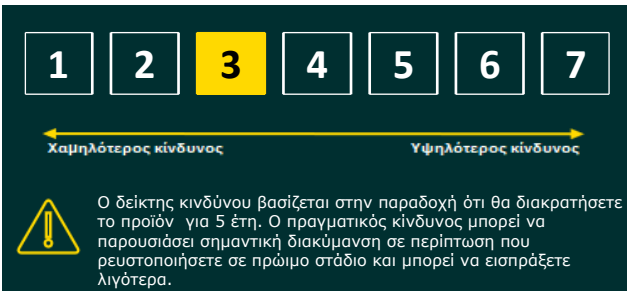 1 2 3 4 5 6 7
Χαμηλότερος κίνδυνος Υψηλότερος κίνδυνος
Ο δείκτης κινδύνου βασίζεται στην παραδοχή ότι θα διακρατήσετε
το προϊόν για 5 έτη. Ο πραγματικός κίνδυνος μπορεί να
παρουσιάσει σημαντική διακύμανση σε περίπτωση που
ρευστοποιήσετε σε πρώιμο στάδιο και μπορεί να εισπράξετε
λιγότερα.